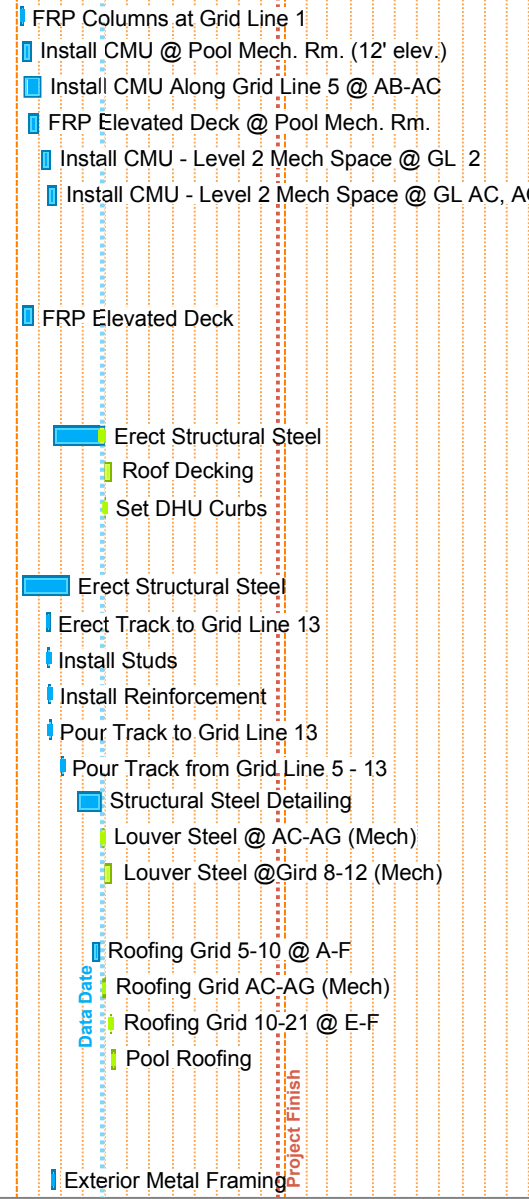 FRP Columns at Grid Line 1
Install CMU @ Pool Mech. Rm. (12' elev.)
Install CMU Along Grid Line 5 @ AB-AC
FRP Elevated Deck @ Pool Mech. Rm.
Install CMU - Level 2 Mech Space @ GL 2
Install CMU - Level 2 Mech Space @ GL AC, AG
FRP Elevated Deck
Erect Structural Steel
Roof Decking
Set DHU Curbs
Erect Structural Steel
Erect Track to Grid Line 13
Install Studs
Install Reinforcement
Pour Track to Grid Line 13
Pour Track from Grid Line 5 - 13
Structural Steel Detailing
Louver Steel @ AC-AG (Mech)
Louver Steel @Gird 8-12 (Mech)
Roofing Grid 5-10 @ A-F
Roofing Grid AC-AG (Mech)
Roofing Grid 10-21 @ E-F
Pool Roofing
Data Date
Project Finish
Exterior Metal Framing